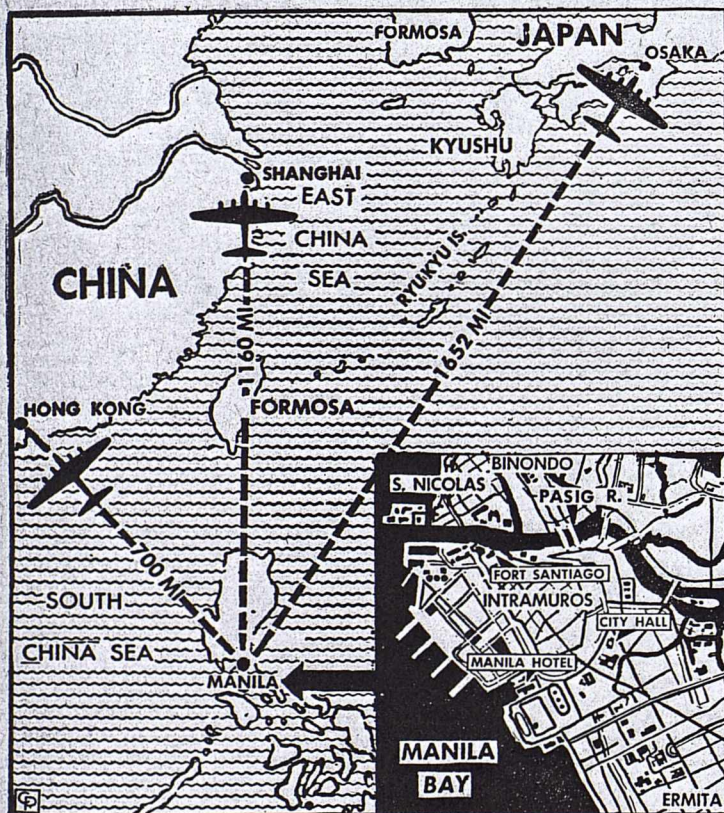 FORMOSA
JAPAN
OSAKA
KYUSHU
SHANGHAI
EAST
CHINA
SEA
CHINA
RYUKYU IS.
1160 MI
1652 MI
HONG KONG
FORMOSA
700 MI
SOUTH
CHINA SEA
MANILA
BINONDO
S. NICOLAS
PASIG R.
FORT SANTIAGO
INTRAMUROS
CITY HALL
MANILA HOTEL
MANILA
BAY
ERMITA
CP